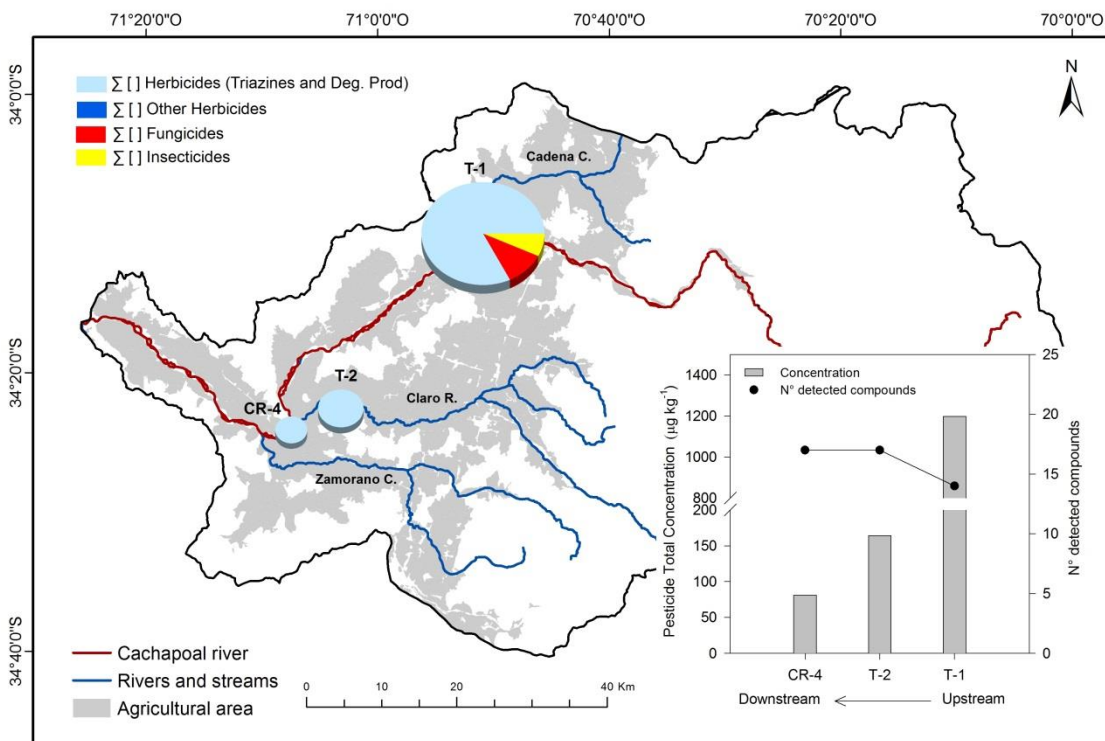 71°20'0"O 71°0'0"O 70°40'0"O 70°20'0"O 70°0'0"O
34°0'0"S
34°20'0"S
34°40'0"S
N
∑ [ ] Herbicides (Triazines and Deg. Prod)
∑ [ ] Other Herbicides
∑ [ ] Fungicides
∑ [ ] Insecticides
Cadena C.
T-1
T-2
CR-4
Claro R.
Zamorano C.
Cachapoal river
Rivers and streams
Agricultural area
0 10 20 40 Km
Concentration
N° detected compounds
Pesticide Total Concentration (µg kg⁻¹)
1400
1200
1000
800
200
150
100
50
0
25
20
15
10
5
0
N° detected compounds
CR-4 T-2 T-1
Downstream Upstream